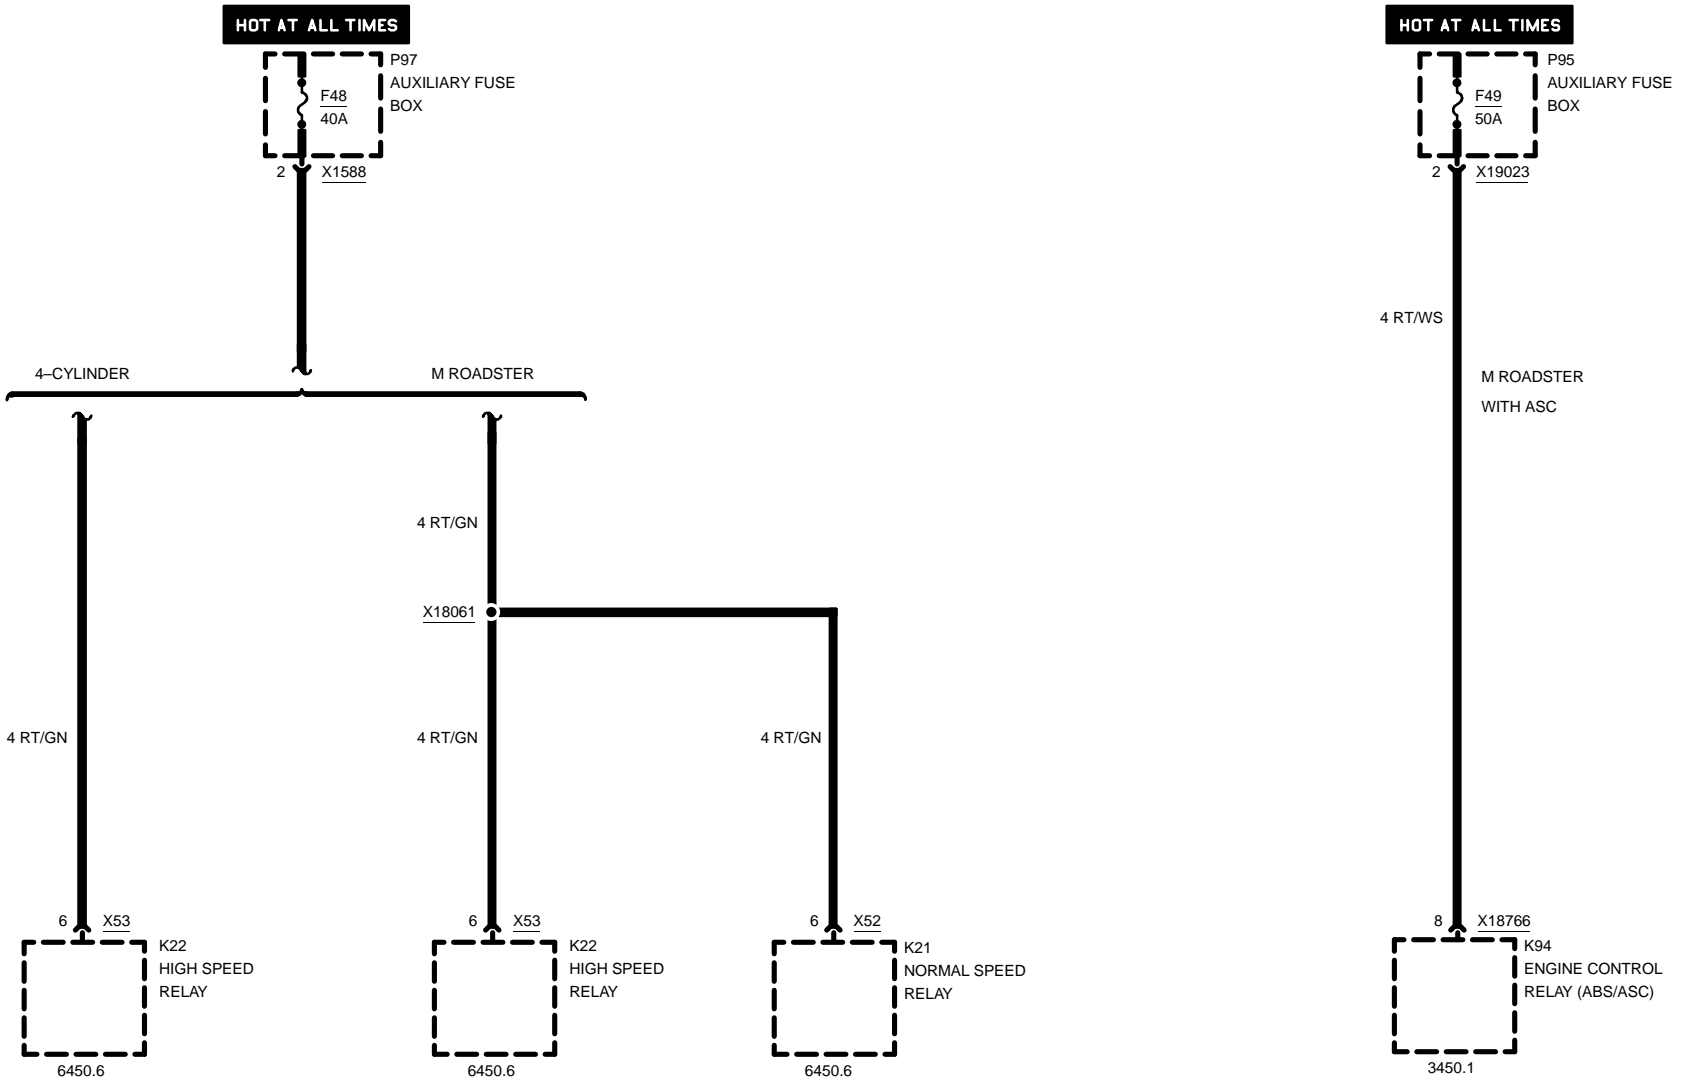 HOT AT ALL TIMES
P97
AUXILIARY FUSE
BOX
F48
40A
2 X1588
HOT AT ALL TIMES
P95
AUXILIARY FUSE
BOX
F49
50A
2 X19023
4 RT/WS
M ROADSTER
WITH ASC
4–CYLINDER
M ROADSTER
4 RT/GN
X18061
4 RT/GN
4 RT/GN
4 RT/GN
6 X53
K22
HIGH SPEED
RELAY
6450.6
6 X53
K22
HIGH SPEED
RELAY
6450.6
6 X52
K21
NORMAL SPEED
RELAY
6450.6
8 X18766
K94
ENGINE CONTROL
RELAY (ABS/ASC)
3450.1